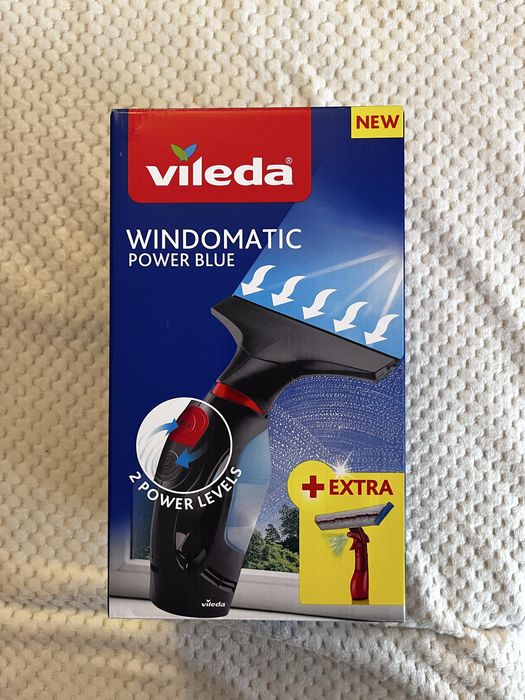 NEW
vileda®
WINDOMATIC
POWER BLUE
2 POWER LEVELS
+ EXTRA
vileda